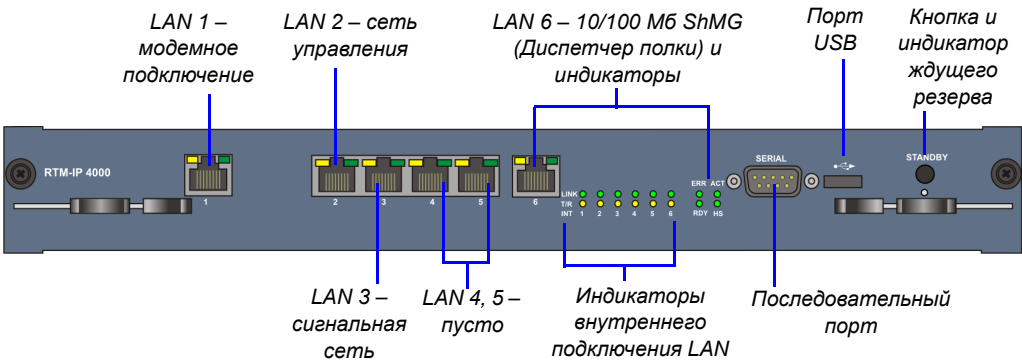 LAN 1 –
модемное
подключение
LAN 2 – сеть
управления
LAN 6 – 10/100 Мб ShMG
(Диспетчер полки) и
индикаторы
Порт
USB
Кнопка и
индикатор
ждущего
резерва
RTM-IP 4000
1
2
3
4
5
6
LINK
T/R
INT 1 2 3 4 5 6
ERR ACT
RDY HS
SERIAL
STANDBY
LAN 3 –
сигнальная
сеть
LAN 4, 5 –
пусто
Индикаторы
внутреннего
подключения LAN
Последовательный
порт